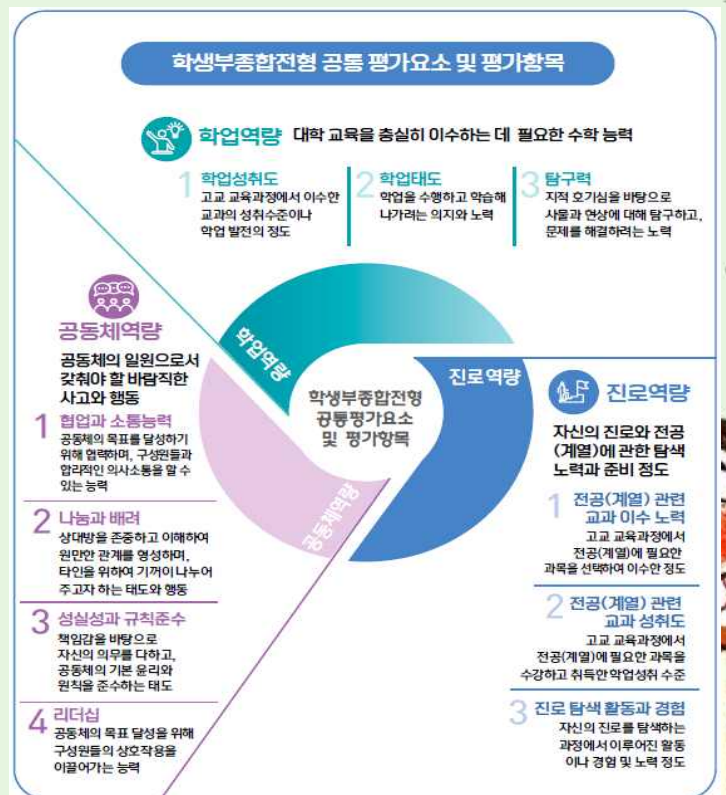 학생부종합전형 공통 평가요소 및 평가항목
학업역량 대학 교육을 충실히 이수하는 데 필요한 수학 능력
1 학업성취도
고교 교육과정에서 이수한
교과의 성취수준이나
학업 발전의 정도
2 학업태도
학업을 수행하고 학습해
나가려는 의지와 노력
3 탐구력
지적 호기심을 바탕으로
사물과 현상에 대해 탐구하고,
문제를 해결하려는 노력
공동체역량
공동체의 일원으로서
갖춰야 할 바람직한
사고와 행동
1 협업과 소통능력
공동체의 목표를 달성하기
위해 협력하며, 구성원들과
합리적인 의사소통을 할 수
있는 능력
2 나눔과 배려
상대방을 존중하고 이해하여
원만한 관계를 형성하며,
타인을 위하여 기꺼이 나누어
주고자 하는 태도와 행동
3 성실성과 규칙준수
책임감을 바탕으로
자신의 의무를 다하고,
공동체의 기본 윤리와
원칙을 준수하는 태도
4 리더십
공동체의 목표 달성을 위해
구성원들의 상호작용을
이끌어가는 능력
학업역량
진로역량
공동체역량
학생부종합전형
공통평가요소
및 평가항목
진로역량
자신의 진로와 전공
(계열)에 관한 탐색
노력과 준비 정도
1 전공(계열) 관련
교과 이수 노력
고교 교육과정에서
전공(계열)에 필요한
과목을 선택하여 이수한 정도
2 전공(계열) 관련
교과 성취도
고교 교육과정에서
전공(계열)에 필요한 과목을
수강하고 취득한 학업성취 수준
3 진로 탐색 활동과 경험
자신의 진로를 탐색하는
과정에서 이루어진 활동
이나 경험 및 노력 정도